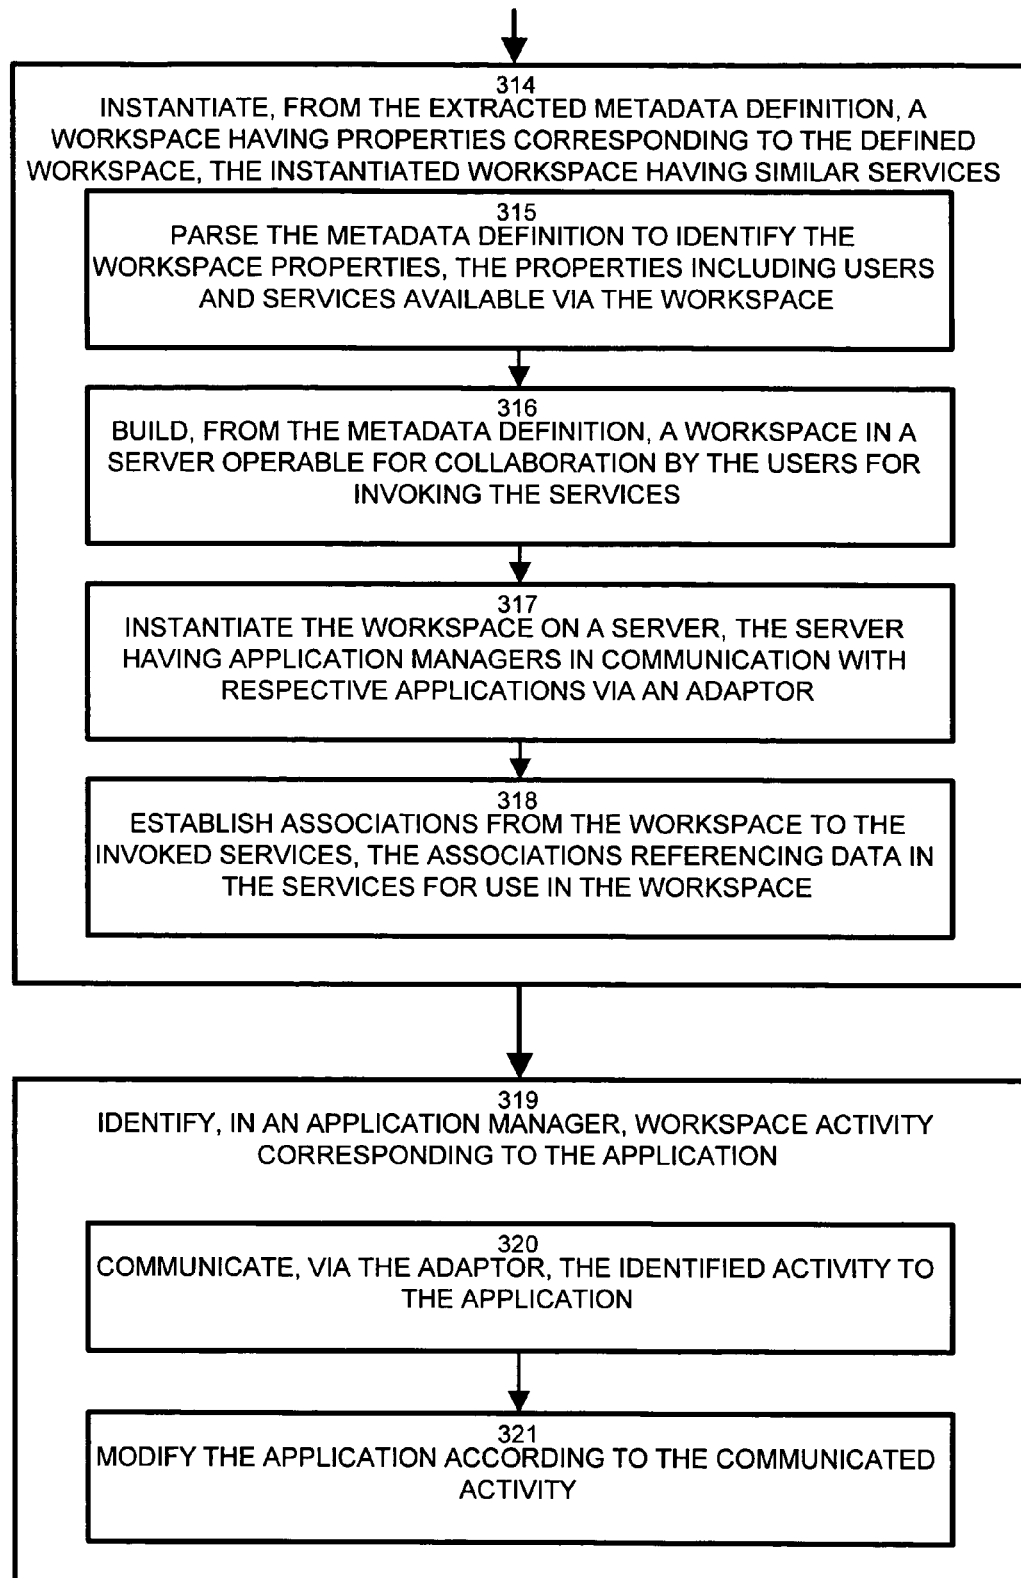 314
INSTANTIATE, FROM THE EXTRACTED METADATA DEFINITION, A
WORKSPACE HAVING PROPERTIES CORRESPONDING TO THE DEFINED
WORKSPACE, THE INSTANTIATED WORKSPACE HAVING SIMILAR SERVICES
315
PARSE THE METADATA DEFINITION TO IDENTIFY THE
WORKSPACE PROPERTIES, THE PROPERTIES INCLUDING USERS
AND SERVICES AVAILABLE VIA THE WORKSPACE
316
BUILD, FROM THE METADATA DEFINITION, A WORKSPACE IN A
SERVER OPERABLE FOR COLLABORATION BY THE USERS FOR
INVOKING THE SERVICES
317
INSTANTIATE THE WORKSPACE ON A SERVER, THE SERVER
HAVING APPLICATION MANAGERS IN COMMUNICATION WITH
RESPECTIVE APPLICATIONS VIA AN ADAPTOR
318
ESTABLISH ASSOCIATIONS FROM THE WORKSPACE TO THE
INVOKED SERVICES, THE ASSOCIATIONS REFERENCING DATA IN
THE SERVICES FOR USE IN THE WORKSPACE
319
IDENTIFY, IN AN APPLICATION MANAGER, WORKSPACE ACTIVITY
CORRESPONDING TO THE APPLICATION
320
COMMUNICATE, VIA THE ADAPTOR, THE IDENTIFIED ACTIVITY TO
THE APPLICATION
321
MODIFY THE APPLICATION ACCORDING TO THE COMMUNICATED
ACTIVITY